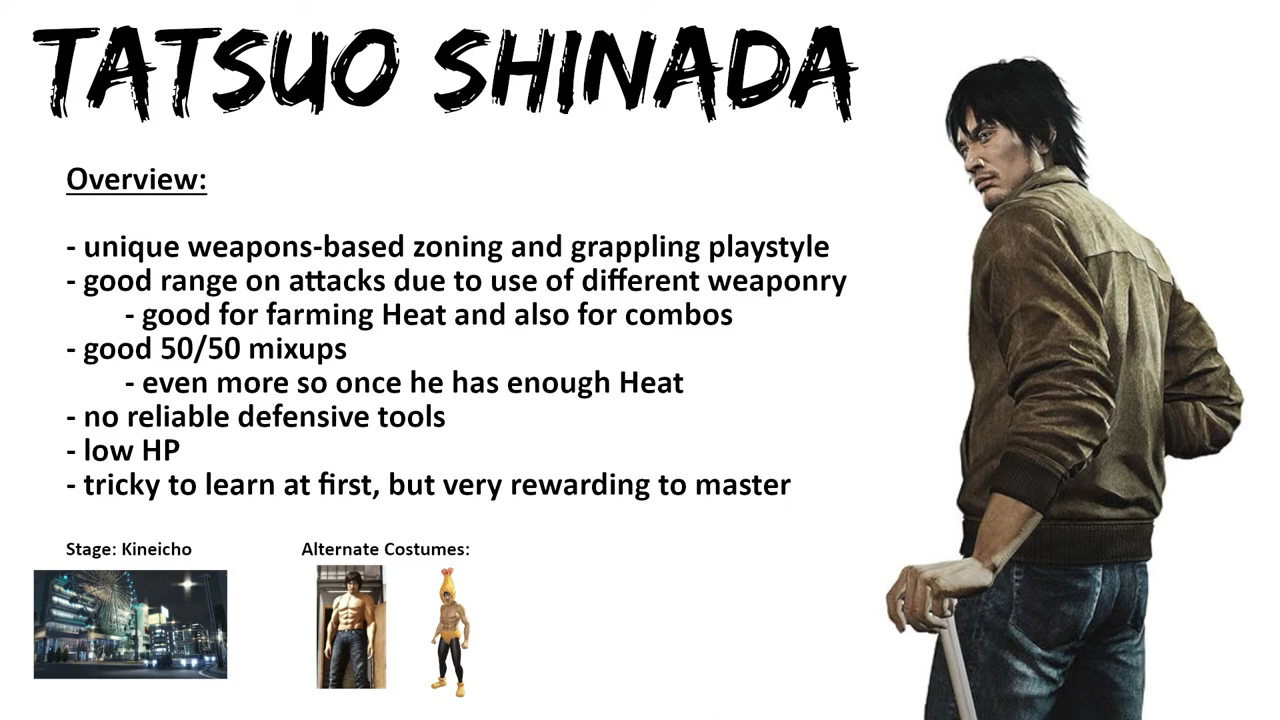 TATSUO SHINADA
Overview:
- unique weapons-based zoning and grappling playstyle
- good range on attacks due to use of different weaponry
- good for farming Heat and also for combos
- good 50/50 mixups
- even more so once he has enough Heat
- no reliable defensive tools
- low HP
- tricky to learn at first, but very rewarding to master
Stage: Kineicho
Alternate Costumes: